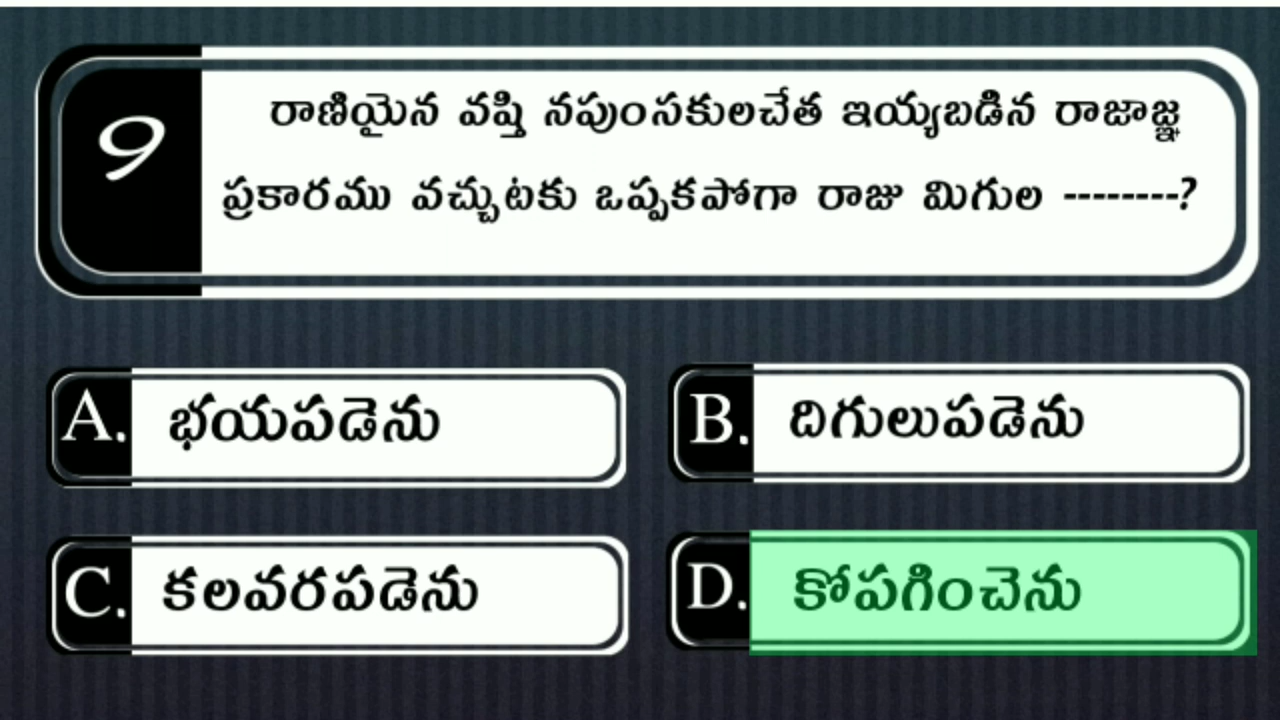 9
రాణియైన వష్తి నపుంసకులచేత ఇయ్యబడిన రాజాజ్ఞ
ప్రకారము వచ్చుటకు ఒప్పకపోగా రాజు మిగుల --------?
A. భయపడెను
B. దిగులుపడెను
C. కలవరపడెను
D. కోపగించెను